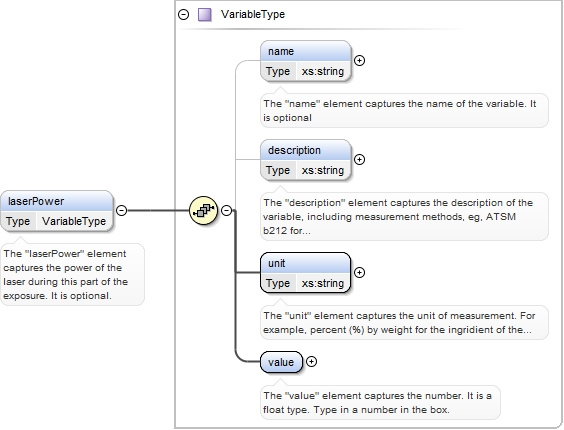 VariableType
name
Type xs:string
The "name" element captures the name of the variable. It
is optional
description
Type xs:string
The "description" element captures the description of the
variable, including measurement methods, eg, ATSM
b212 for...
laserPower
Type VariableType
The "laserPower" element
captures the power of the
laser during this part of the
exposure. It is optional.
unit
Type xs:string
The "unit" element captures the unit of measurement. For
example, percent (%) by weight for the ingridient of the...
value
The "value" element captures the number. It is a
float type. Type in a number in the box.